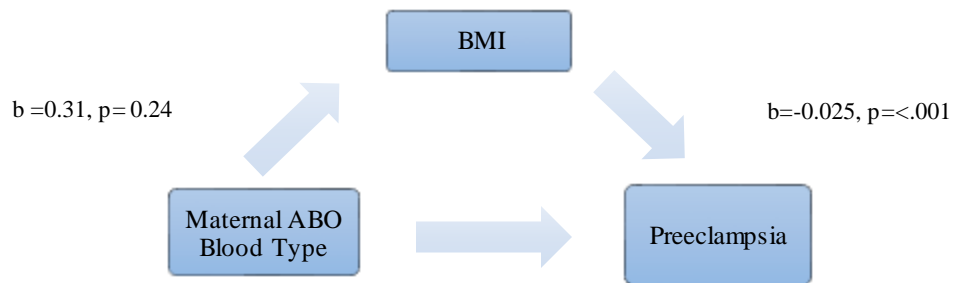 BMI
b =0.31, p= 0.24
b=-0.025, p=<.001
Maternal ABO
Blood Type
Preeclampsia